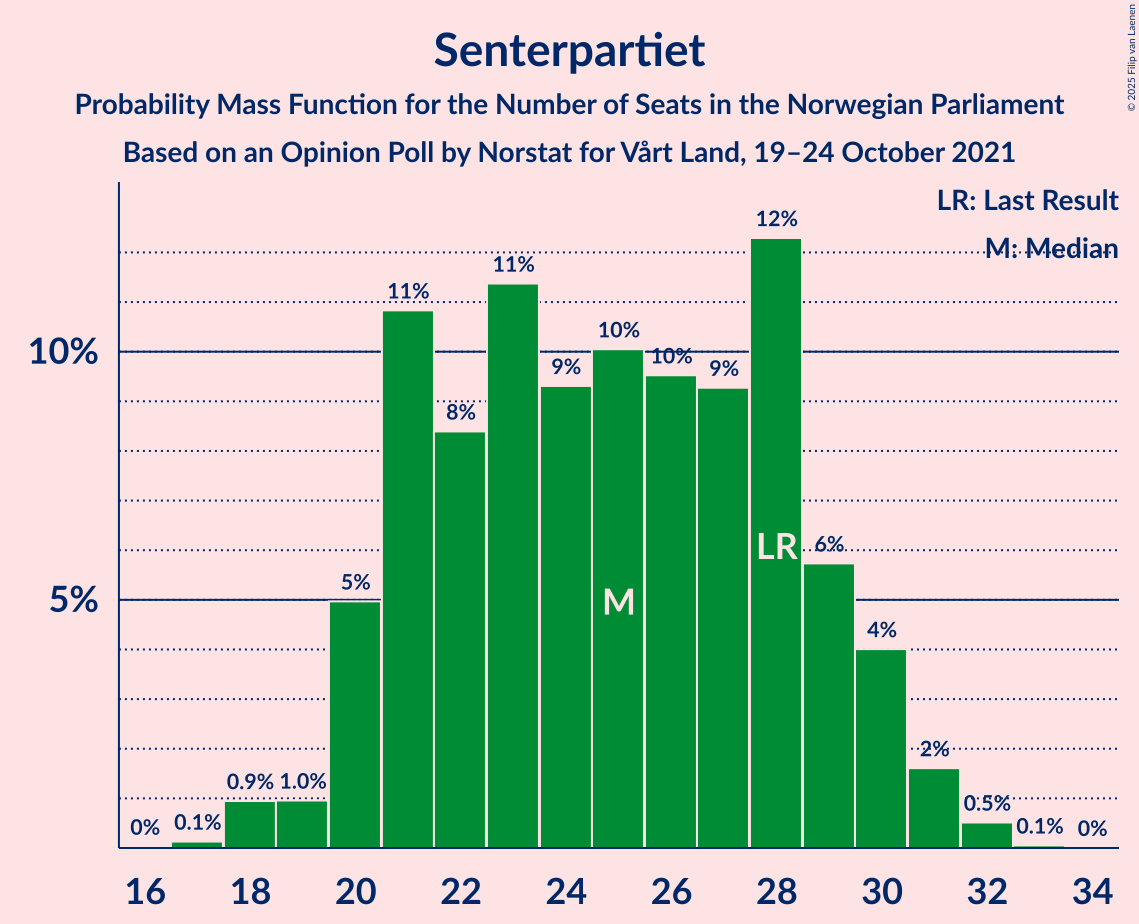 Senterpartiet
Probability Mass Function for the Number of Seats in the Norwegian Parliament
Based on an Opinion Poll by Norstat for Vårt Land, 19–24 October 2021
© 2025 Filip van Laenen
LR: Last Result
M: Median
10%
5%
0%
0.1%
0.9%
1.0%
5%
11%
8%
11%
9%
10%
10%
9%
12%
6%
4%
2%
0.5%
0.1%
0%
M
LR
16 18 20 22 24 26 28 30 32 34